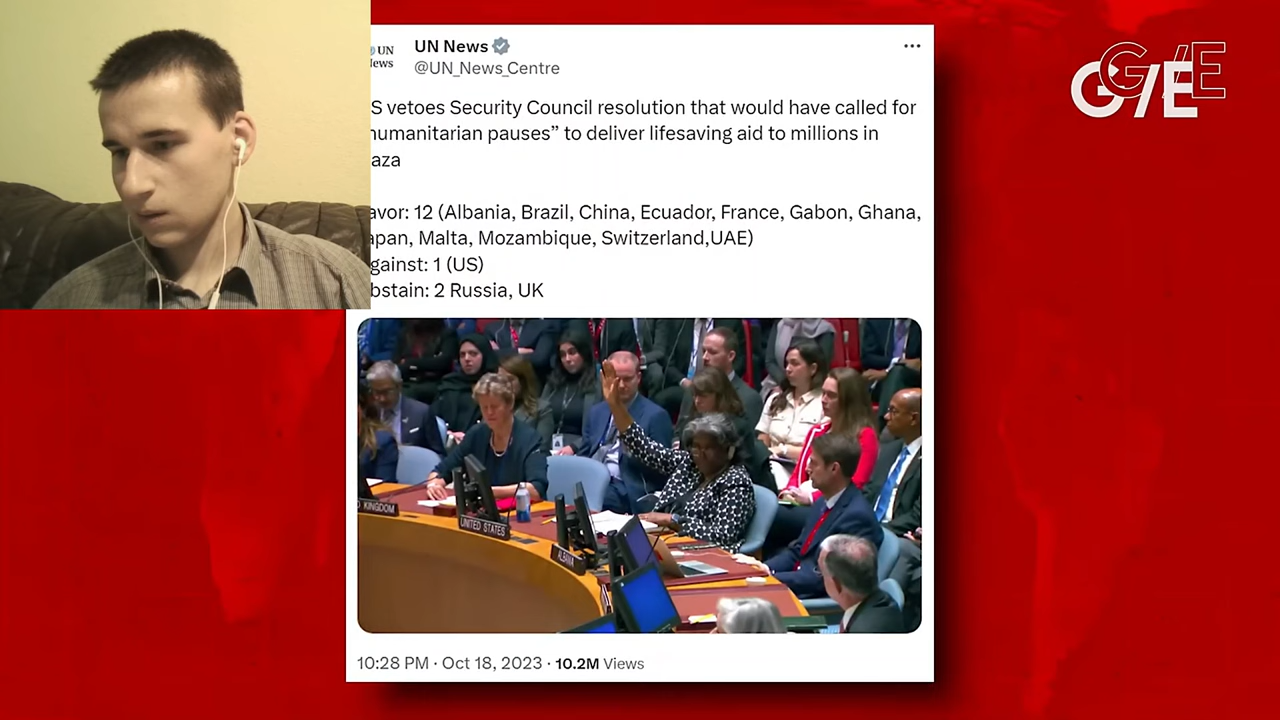 UN News
@UN_News_Centre
UN
ews
S vetoes Security Council resolution that would have called for
humanitarian pauses” to deliver lifesaving aid to millions in
aza
avor: 12 (Albania, Brazil, China, Ecuador, France, Gabon, Ghana,
apan, Malta, Mozambique, Switzerland,UAE)
gainst: 1 (US)
bstain: 2 Russia, UK
D KINGDOM
UNITED STATES
ALBANIA
10:28 PM · Oct 18, 2023 · 10.2M Views
G/E
G/E